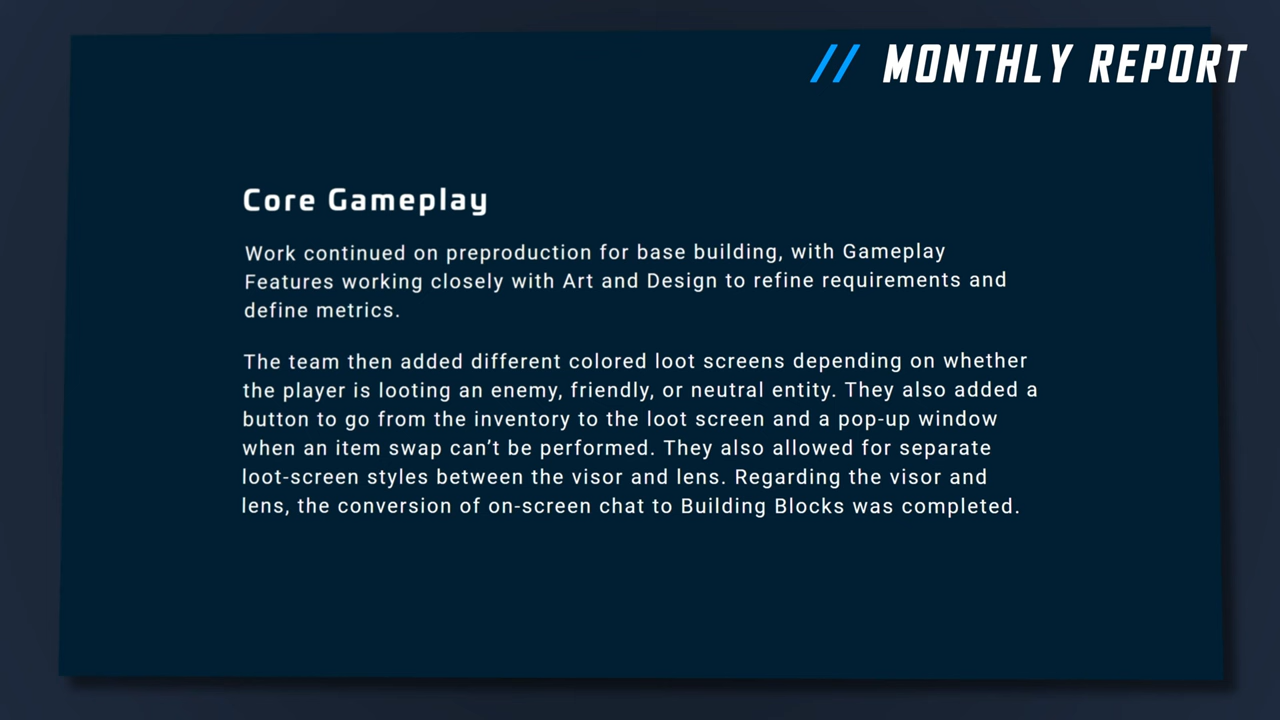 // MONTHLY REPORT
Core Gameplay
Work continued on preproduction for base building, with Gameplay
Features working closely with Art and Design to refine requirements and
define metrics.
The team then added different colored loot screens depending on whether
the player is looting an enemy, friendly, or neutral entity. They also added a
button to go from the inventory to the loot screen and a pop-up window
when an item swap can’t be performed. They also allowed for separate
loot-screen styles between the visor and lens. Regarding the visor and
lens, the conversion of on-screen chat to Building Blocks was completed.